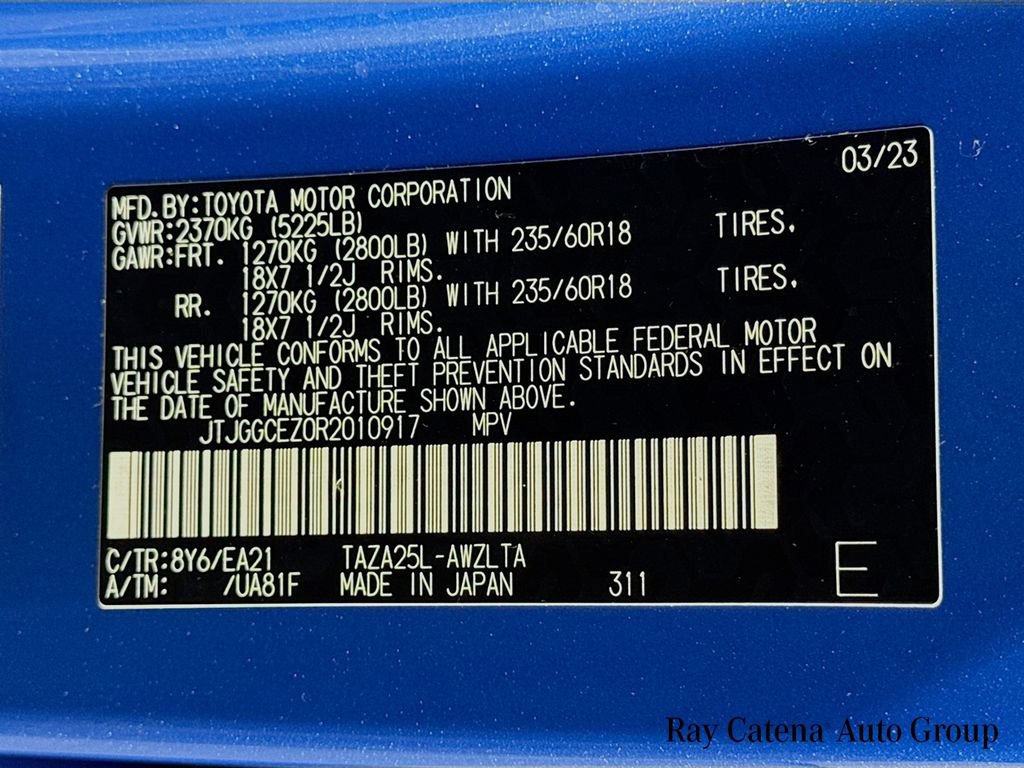 03/23
MFD.BY:TOYOTA MOTOR CORPORATION
GVWR:2370KG (5225LB)
GAWR:FRT. 1270KG (2800LB) WITH 235/60R18 TIRES.
18X7 1/2J RIMS.
RR. 1270KG (2800LB) WITH 235/60R18 TIRES.
18X7 1/2J RIMS.
THIS VEHICLE CONFORMS TO ALL APPLICABLE FEDERAL MOTOR
VEHICLE SAFETY AND THEFT PREVENTION STANDARDS IN EFFECT ON
THE DATE OF MANUFACTURE SHOWN ABOVE.
JTJGGCEZ0R2010917 MPV
C/TR:8Y6/EA21 TAZA25L-AWZLTA
A/TM: /UA81F MADE IN JAPAN 311 E
Ray Catena Auto Group